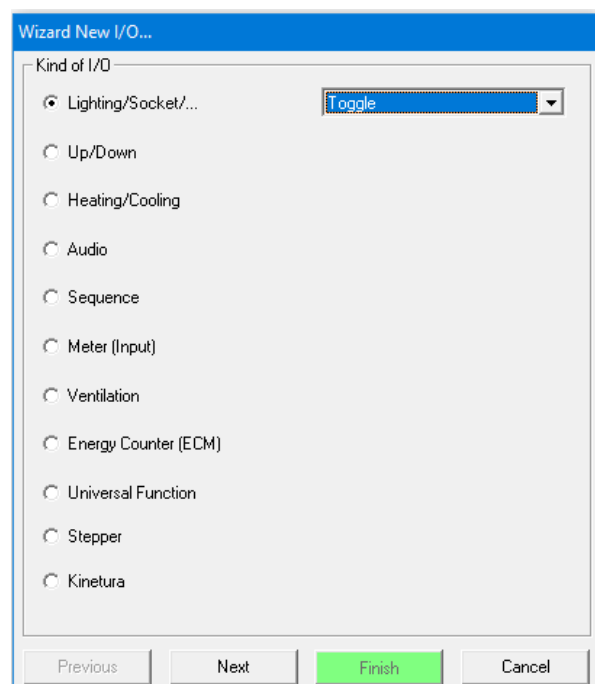 Wizard New I/O...
Kind of I/O
Lighting/Socket/... Toggle
Up/Down
Heating/Cooling
Audio
Sequence
Meter (Input)
Ventilation
Energy Counter (ECM)
Universal Function
Stepper
Kinetura
Previous Next Finish Cancel